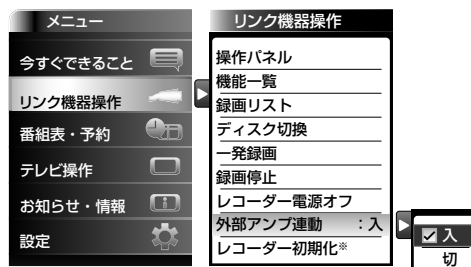 メニュー
今すぐできること
リンク機器操作
番組表・予約
テレビ操作
お知らせ・情報
設定
リンク機器操作
操作パネル
機能一覧
録画リスト
ディスク切換
一発録画
録画停止
レコーダー電源オフ
外部アンプ連動 :入
レコーダー初期化※
入
切